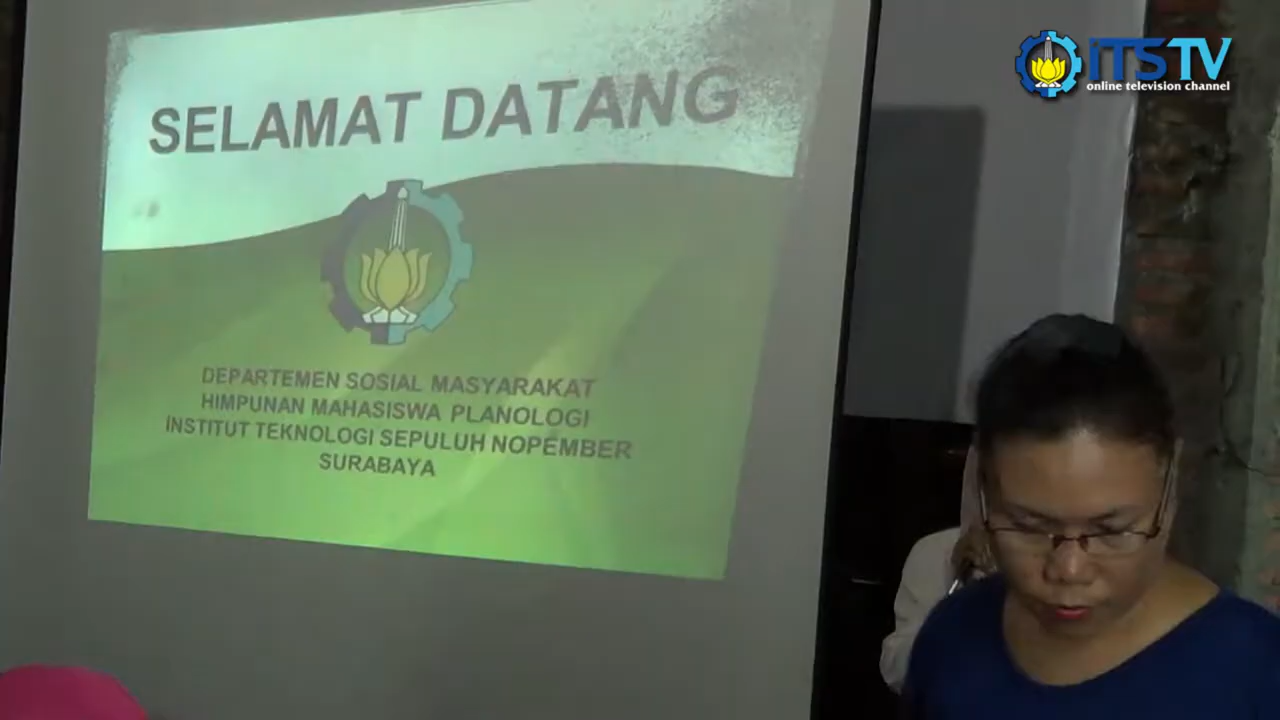 iTSTV
online television channel
SELAMAT DATANG
DEPARTEMEN SOSIAL MASYARAKAT
HIMPUNAN MAHASISWA PLANOLOGI
INSTITUT TEKNOLOGI SEPULUH NOPEMBER
SURABAYA